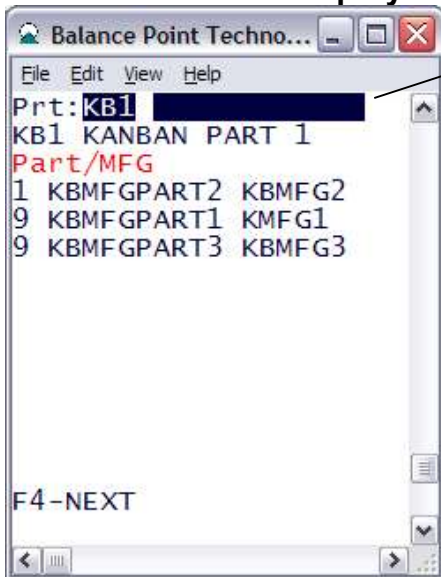 Balance Point Techno...
File Edit View Help
Prt:KB1
KB1 KANBAN PART 1
Part/MFG
1 KBMFGPART2 KBMFG2
9 KBMFGPART1 KMFG1
9 KBMFGPART3 KBMFG3
F4-NEXT